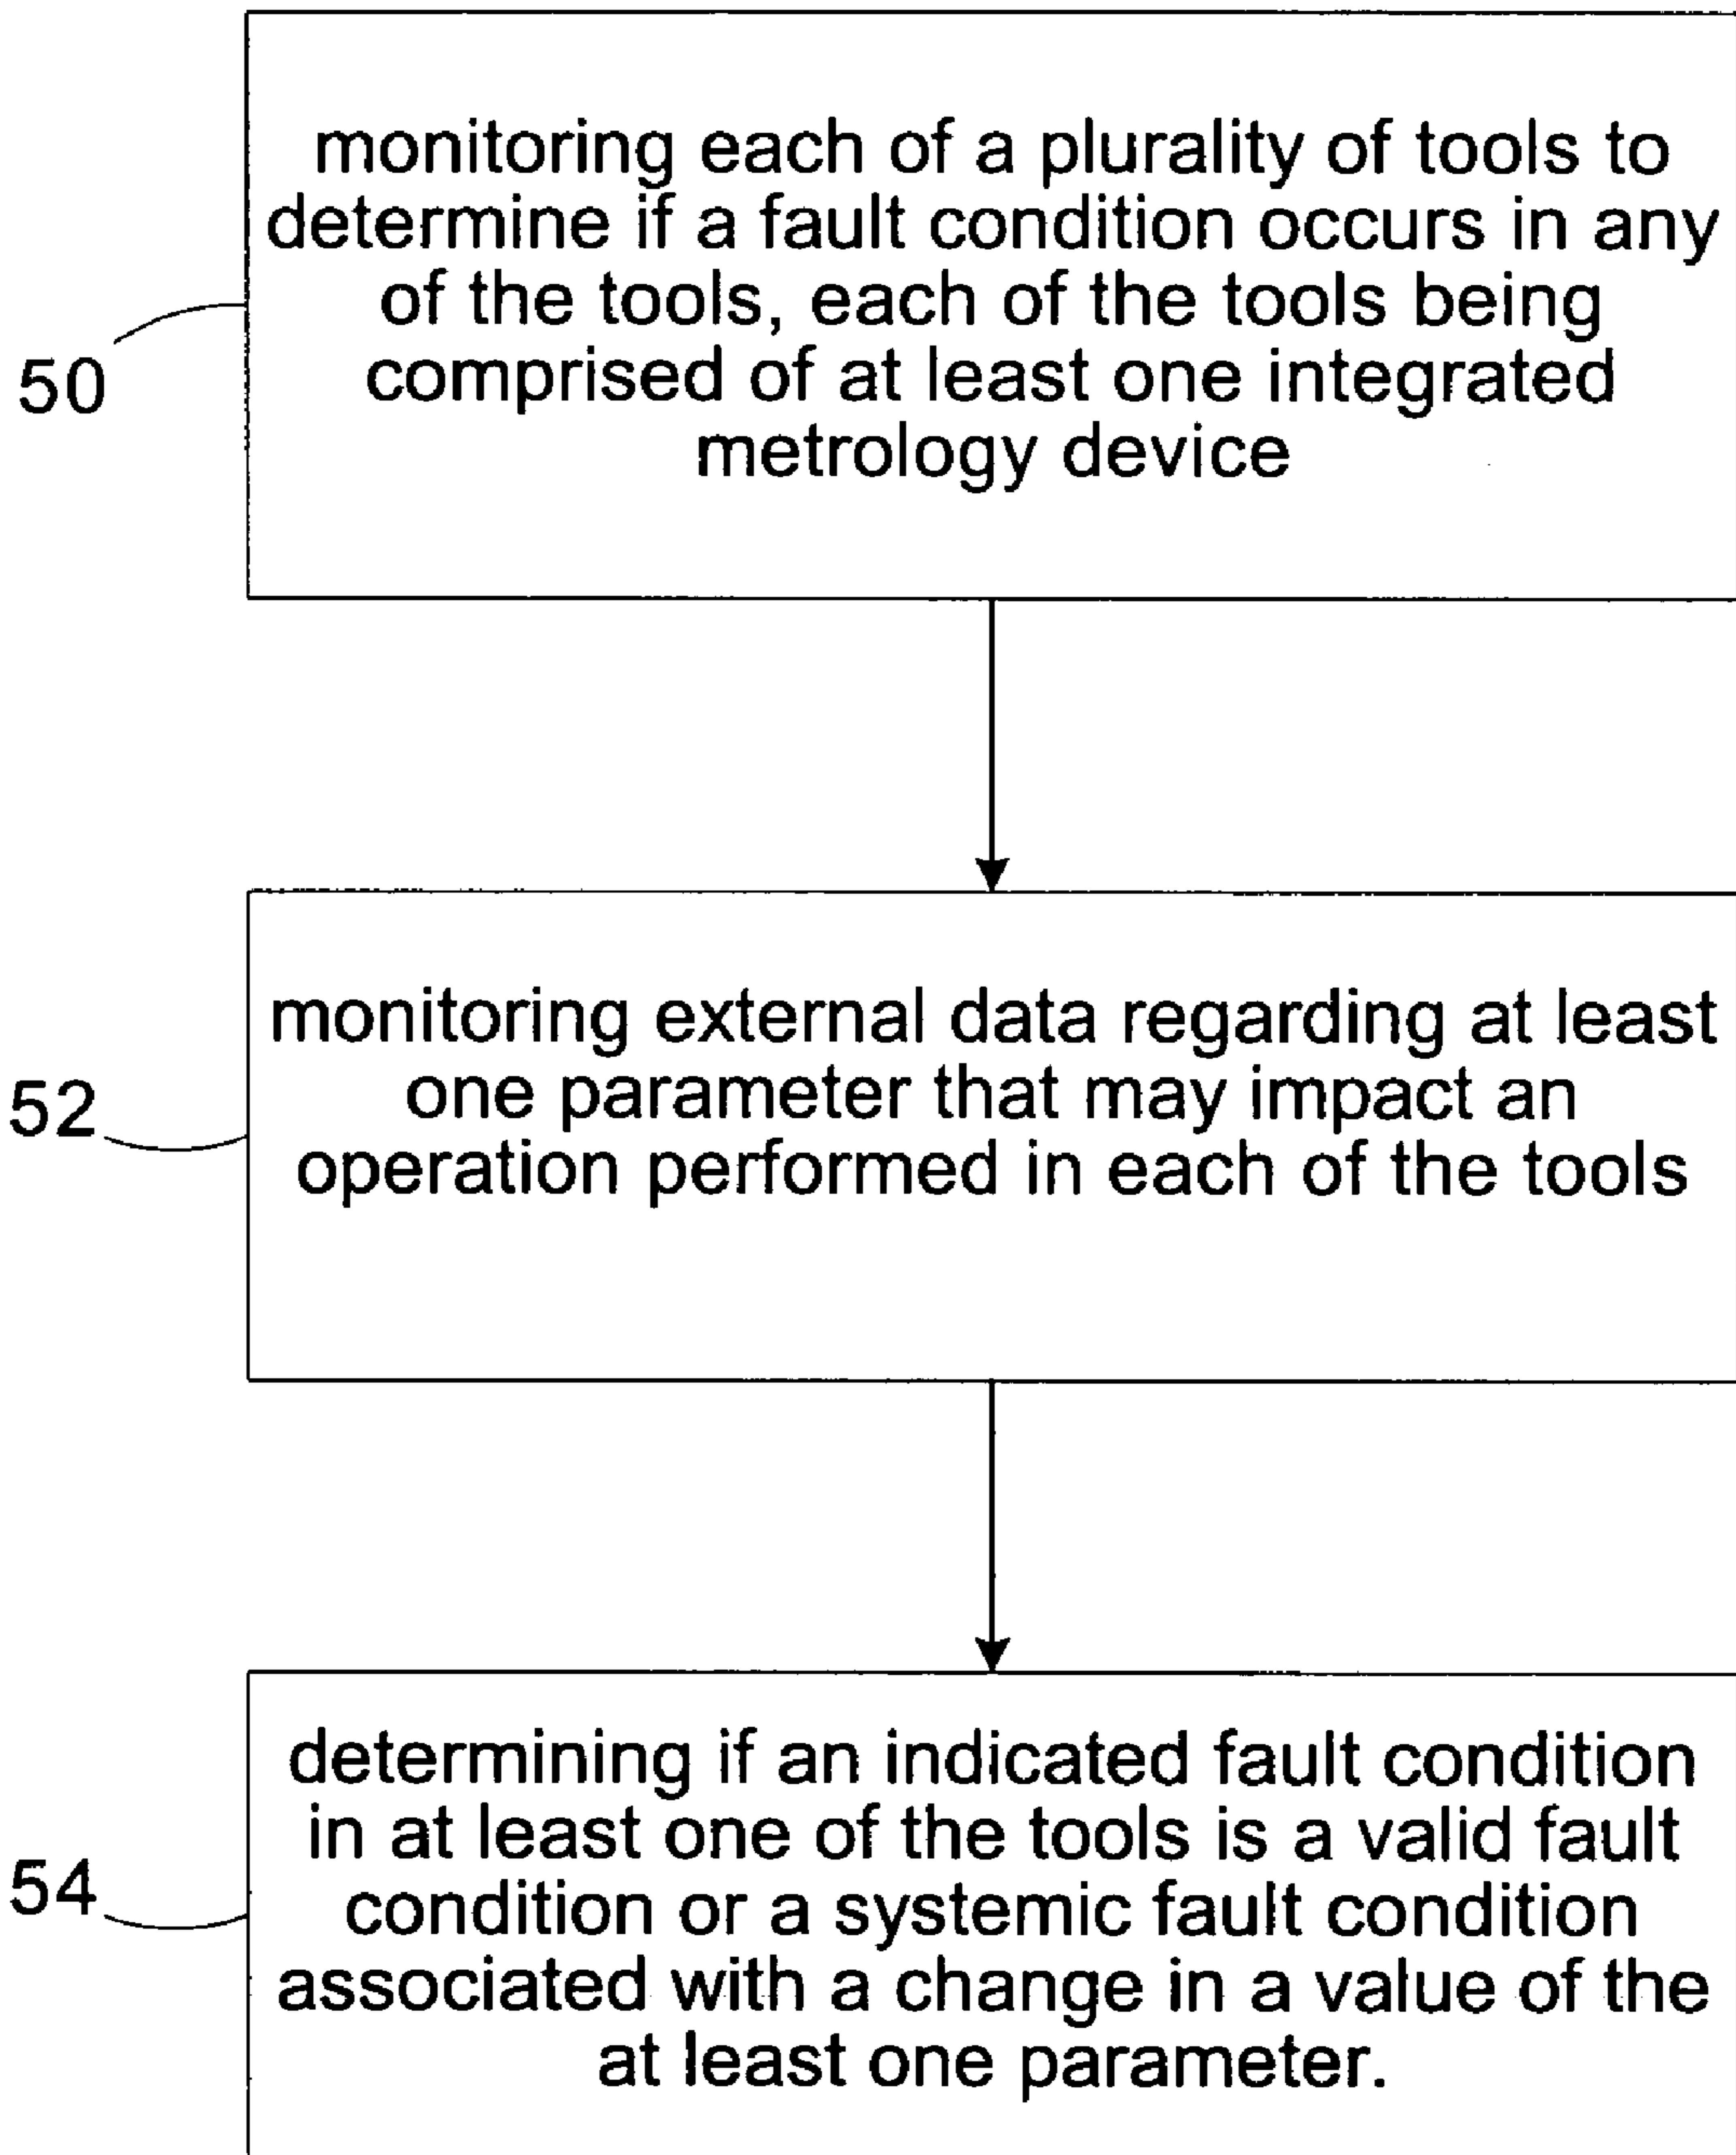 monitoring each of a plurality of tools to
determine if a fault condition occurs in any
of the tools, each of the tools being
comprised of at least one integrated
metrology device
50
monitoring external data regarding at least
one parameter that may impact an
operation performed in each of the tools
52
determining if an indicated fault condition
in at least one of the tools is a valid fault
condition or a systemic fault condition
associated with a change in a value of the
at least one parameter.
54